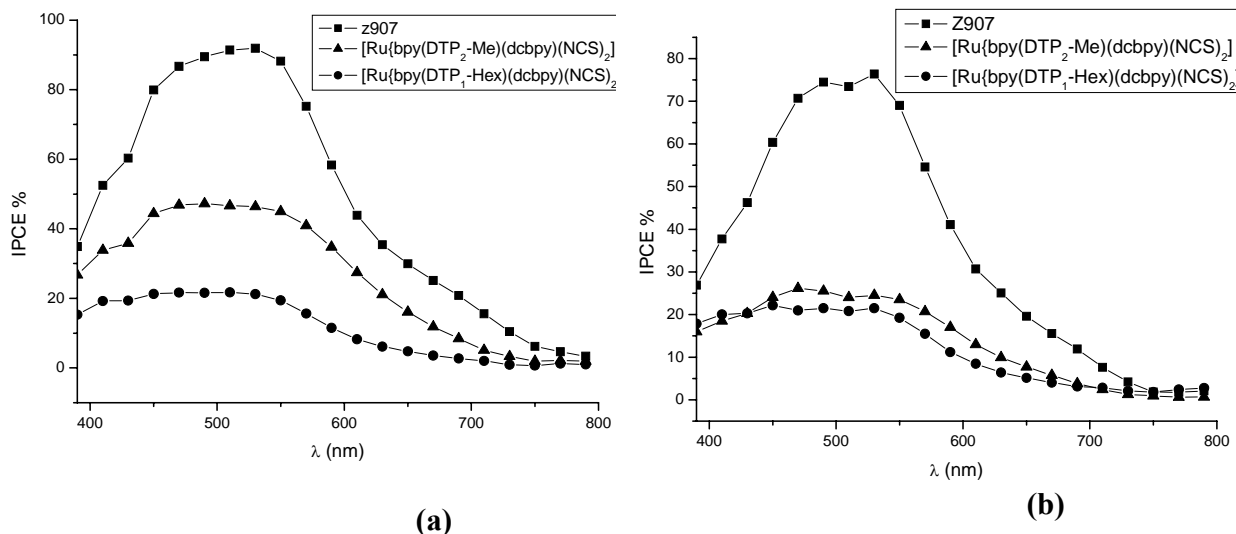 100
80
60
40
20
0
IPCE %
z907
[Ru{bpy(DTP₂-Me)(dcbpy)(NCS)₂]
[Ru{bpy(DTP₁-Hex)(dcbpy)(NCS)₂
400 500 600 700 800
λ (nm)
(a)
90
80
70
60
50
40
30
20
10
0
IPCE %
Z907
[Ru{bpy(DTP₂-Me)(dcbpy)(NCS)₂]
[Ru{bpy(DTP₁-Hex)(dcbpy)(NCS)₂]
400 500 600 700 800
λ (nm)
(b)